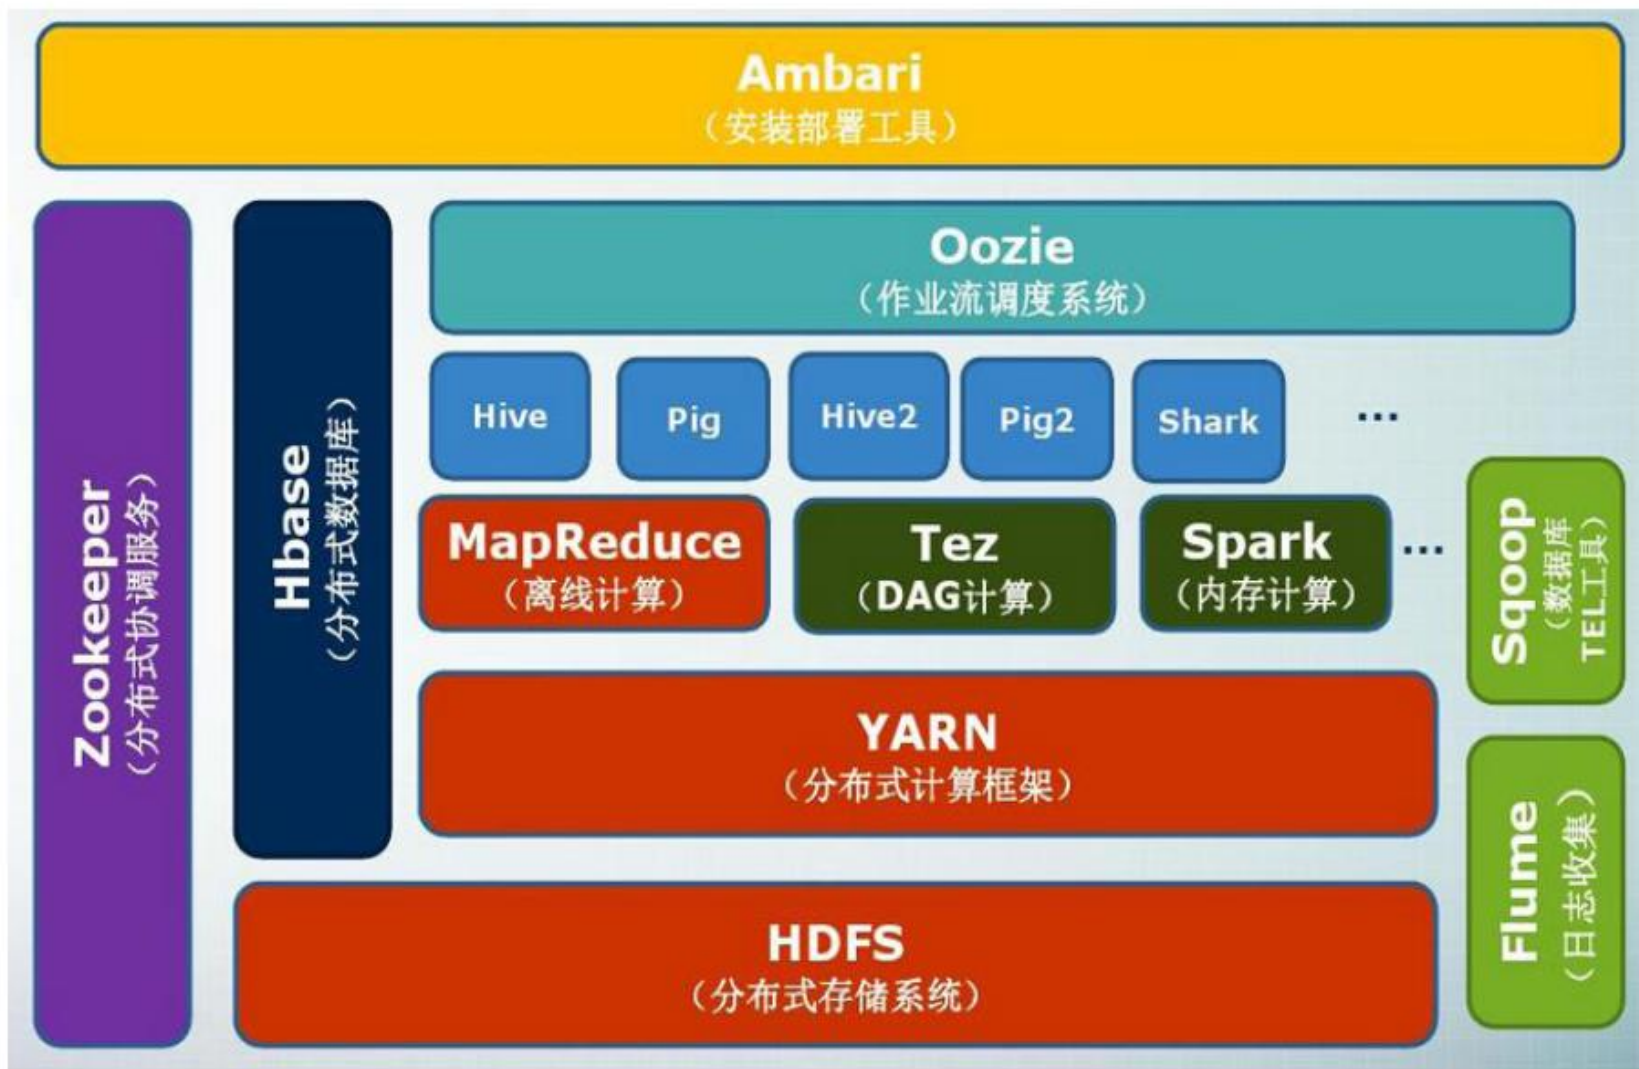 Ambari
（安装部署工具）
Zookeeper
（分布式协调服务）
Hbase
（分布式数据库）
Oozie
（作业流调度系统）
Hive
Pig
Hive2
Pig2
Shark
...
MapReduce
（离线计算）
Tez
（DAG计算）
Spark
（内存计算）
...
Sqoop
（数据库
TEL工具）
YARN
（分布式计算框架）
Flume
（日志收集）
HDFS
（分布式存储系统）